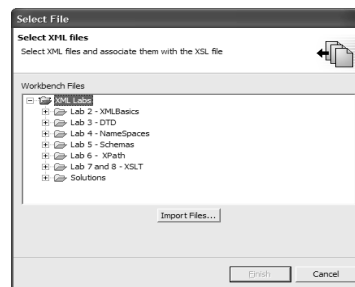 Select File
Select XML files
Select XML files and associate them with the XSL file
Workbench Files
XML Labs
Lab 2 - XMLBasics
Lab 3 - DTD
Lab 4 - NameSpaces
Lab 5 - Schemas
Lab 6 -  XPath
Lab 7 and 8 - XSLT
Solutions
Import Files...
Finish
Cancel